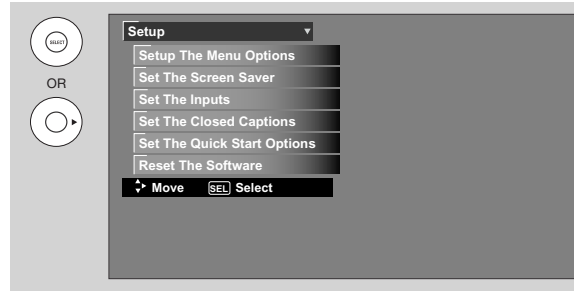 SELECT
OR
Setup
Setup The Menu Options
Set The Screen Saver
Set The Inputs
Set The Closed Captions
Set The Quick Start Options
Reset The Software
Move SEL Select